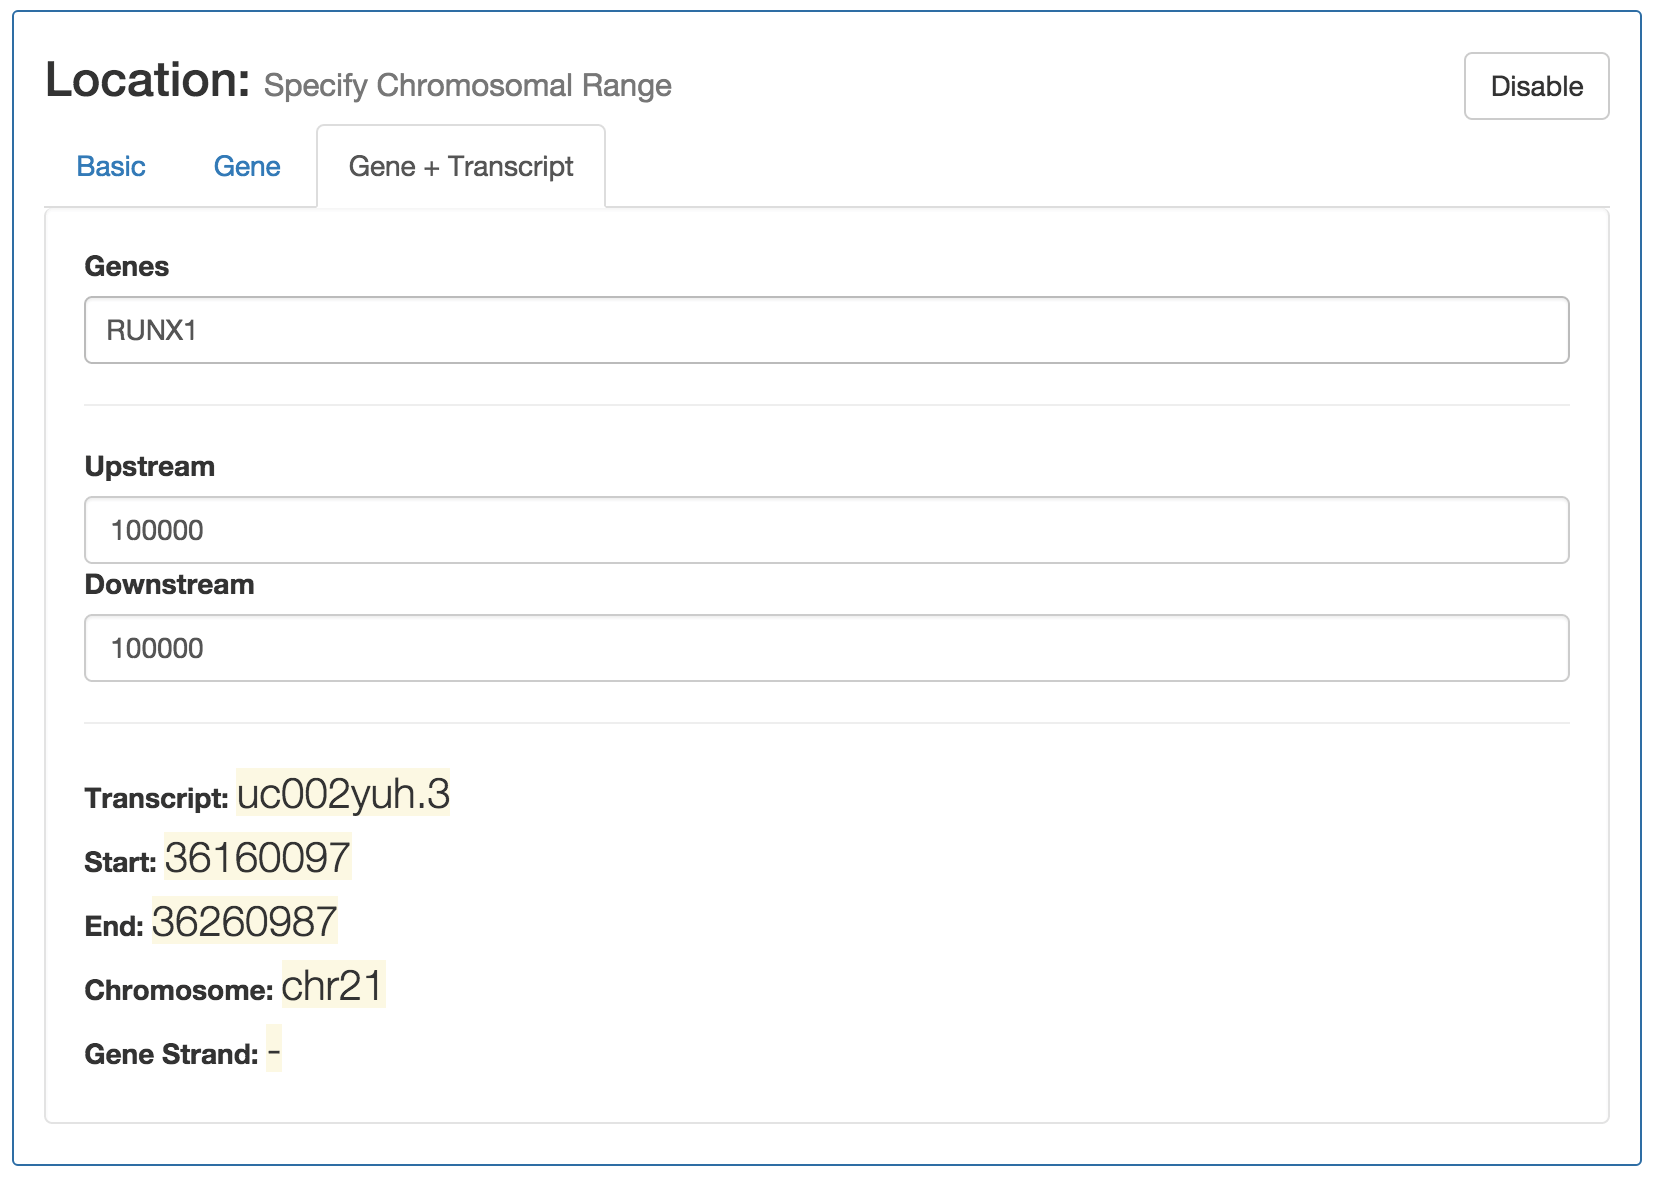 Location: Specify Chromosomal Range
Disable
Basic Gene Gene + Transcript
Genes
RUNX1
Upstream
100000
Downstream
100000
Transcript: uc002yuh.3
Start: 36160097
End: 36260987
Chromosome: chr21
Gene Strand: -